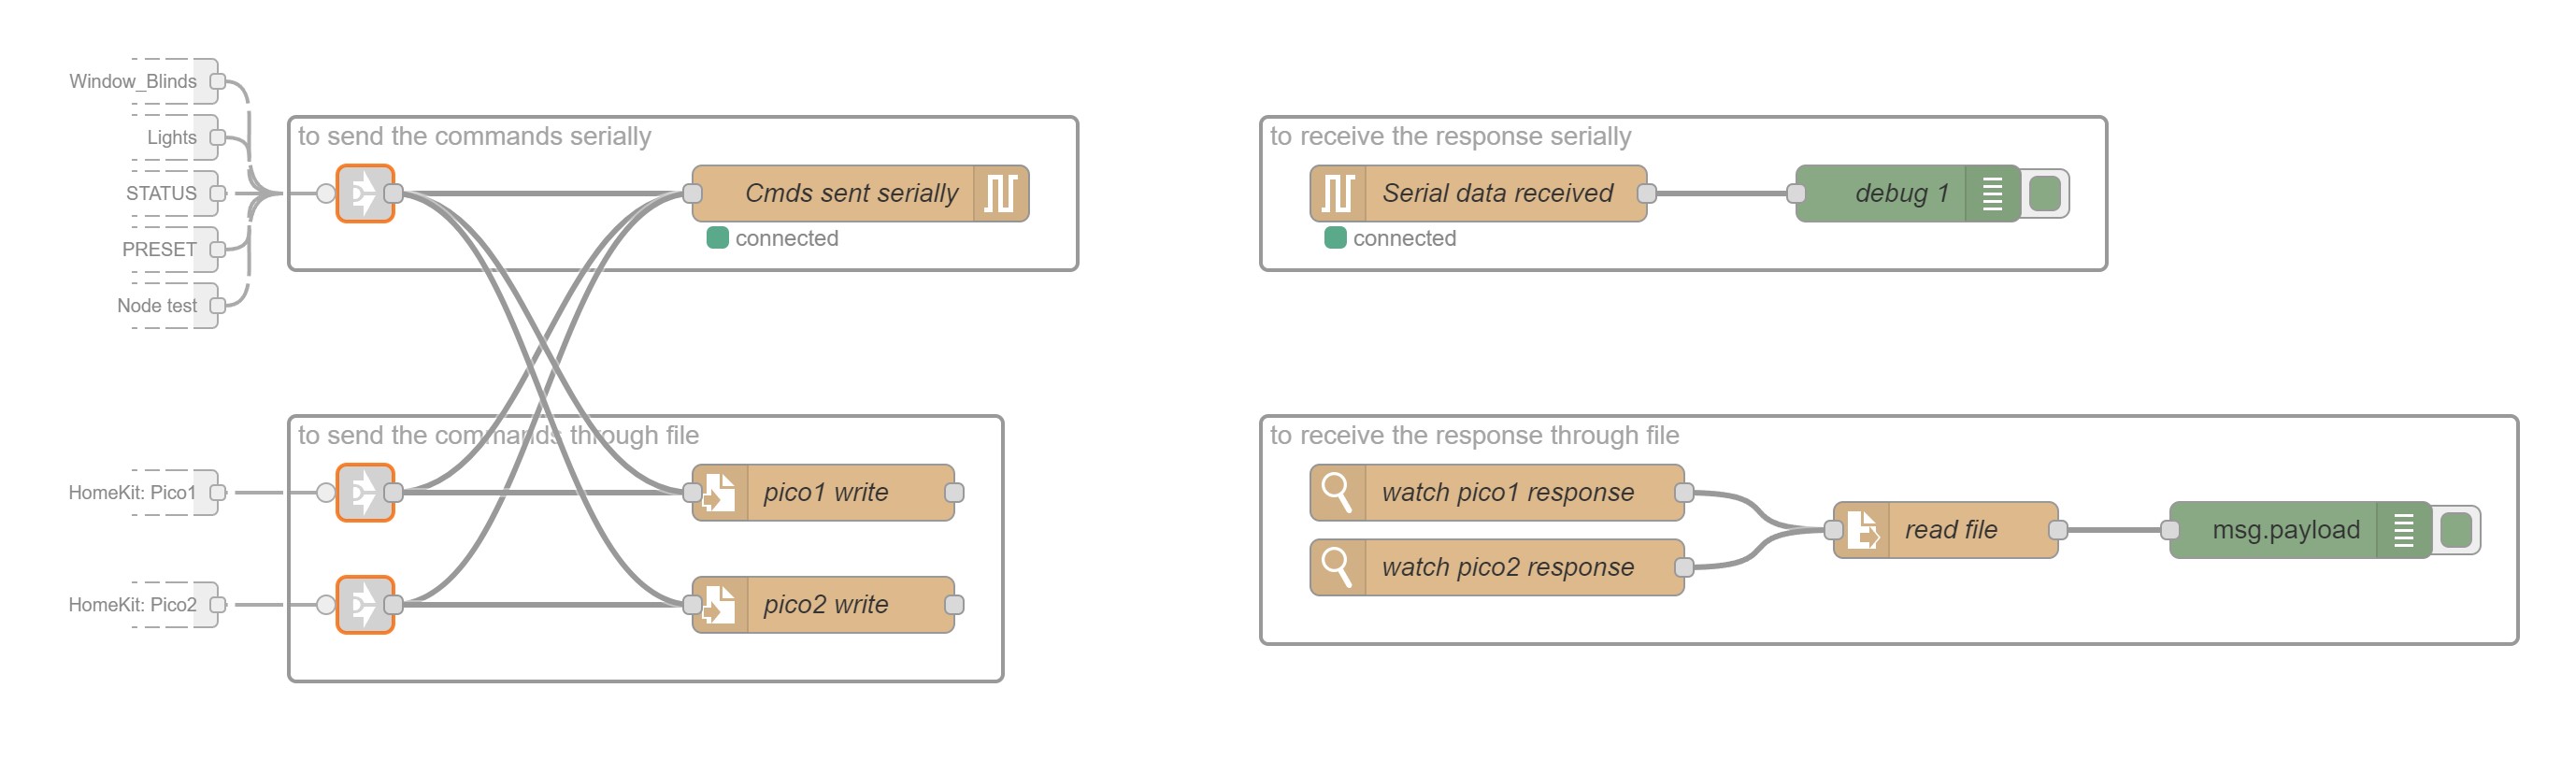 Window_Blinds
Lights
STATUS
PRESET
Node test
to send the commands serially
Cmds sent serially
connected
to receive the response serially
Serial data received
debug 1
connected
HomeKit: Pico1
HomeKit: Pico2
to send the commands through file
pico1 write
pico2 write
to receive the response through file
watch pico1 response
watch pico2 response
read file
msg.payload